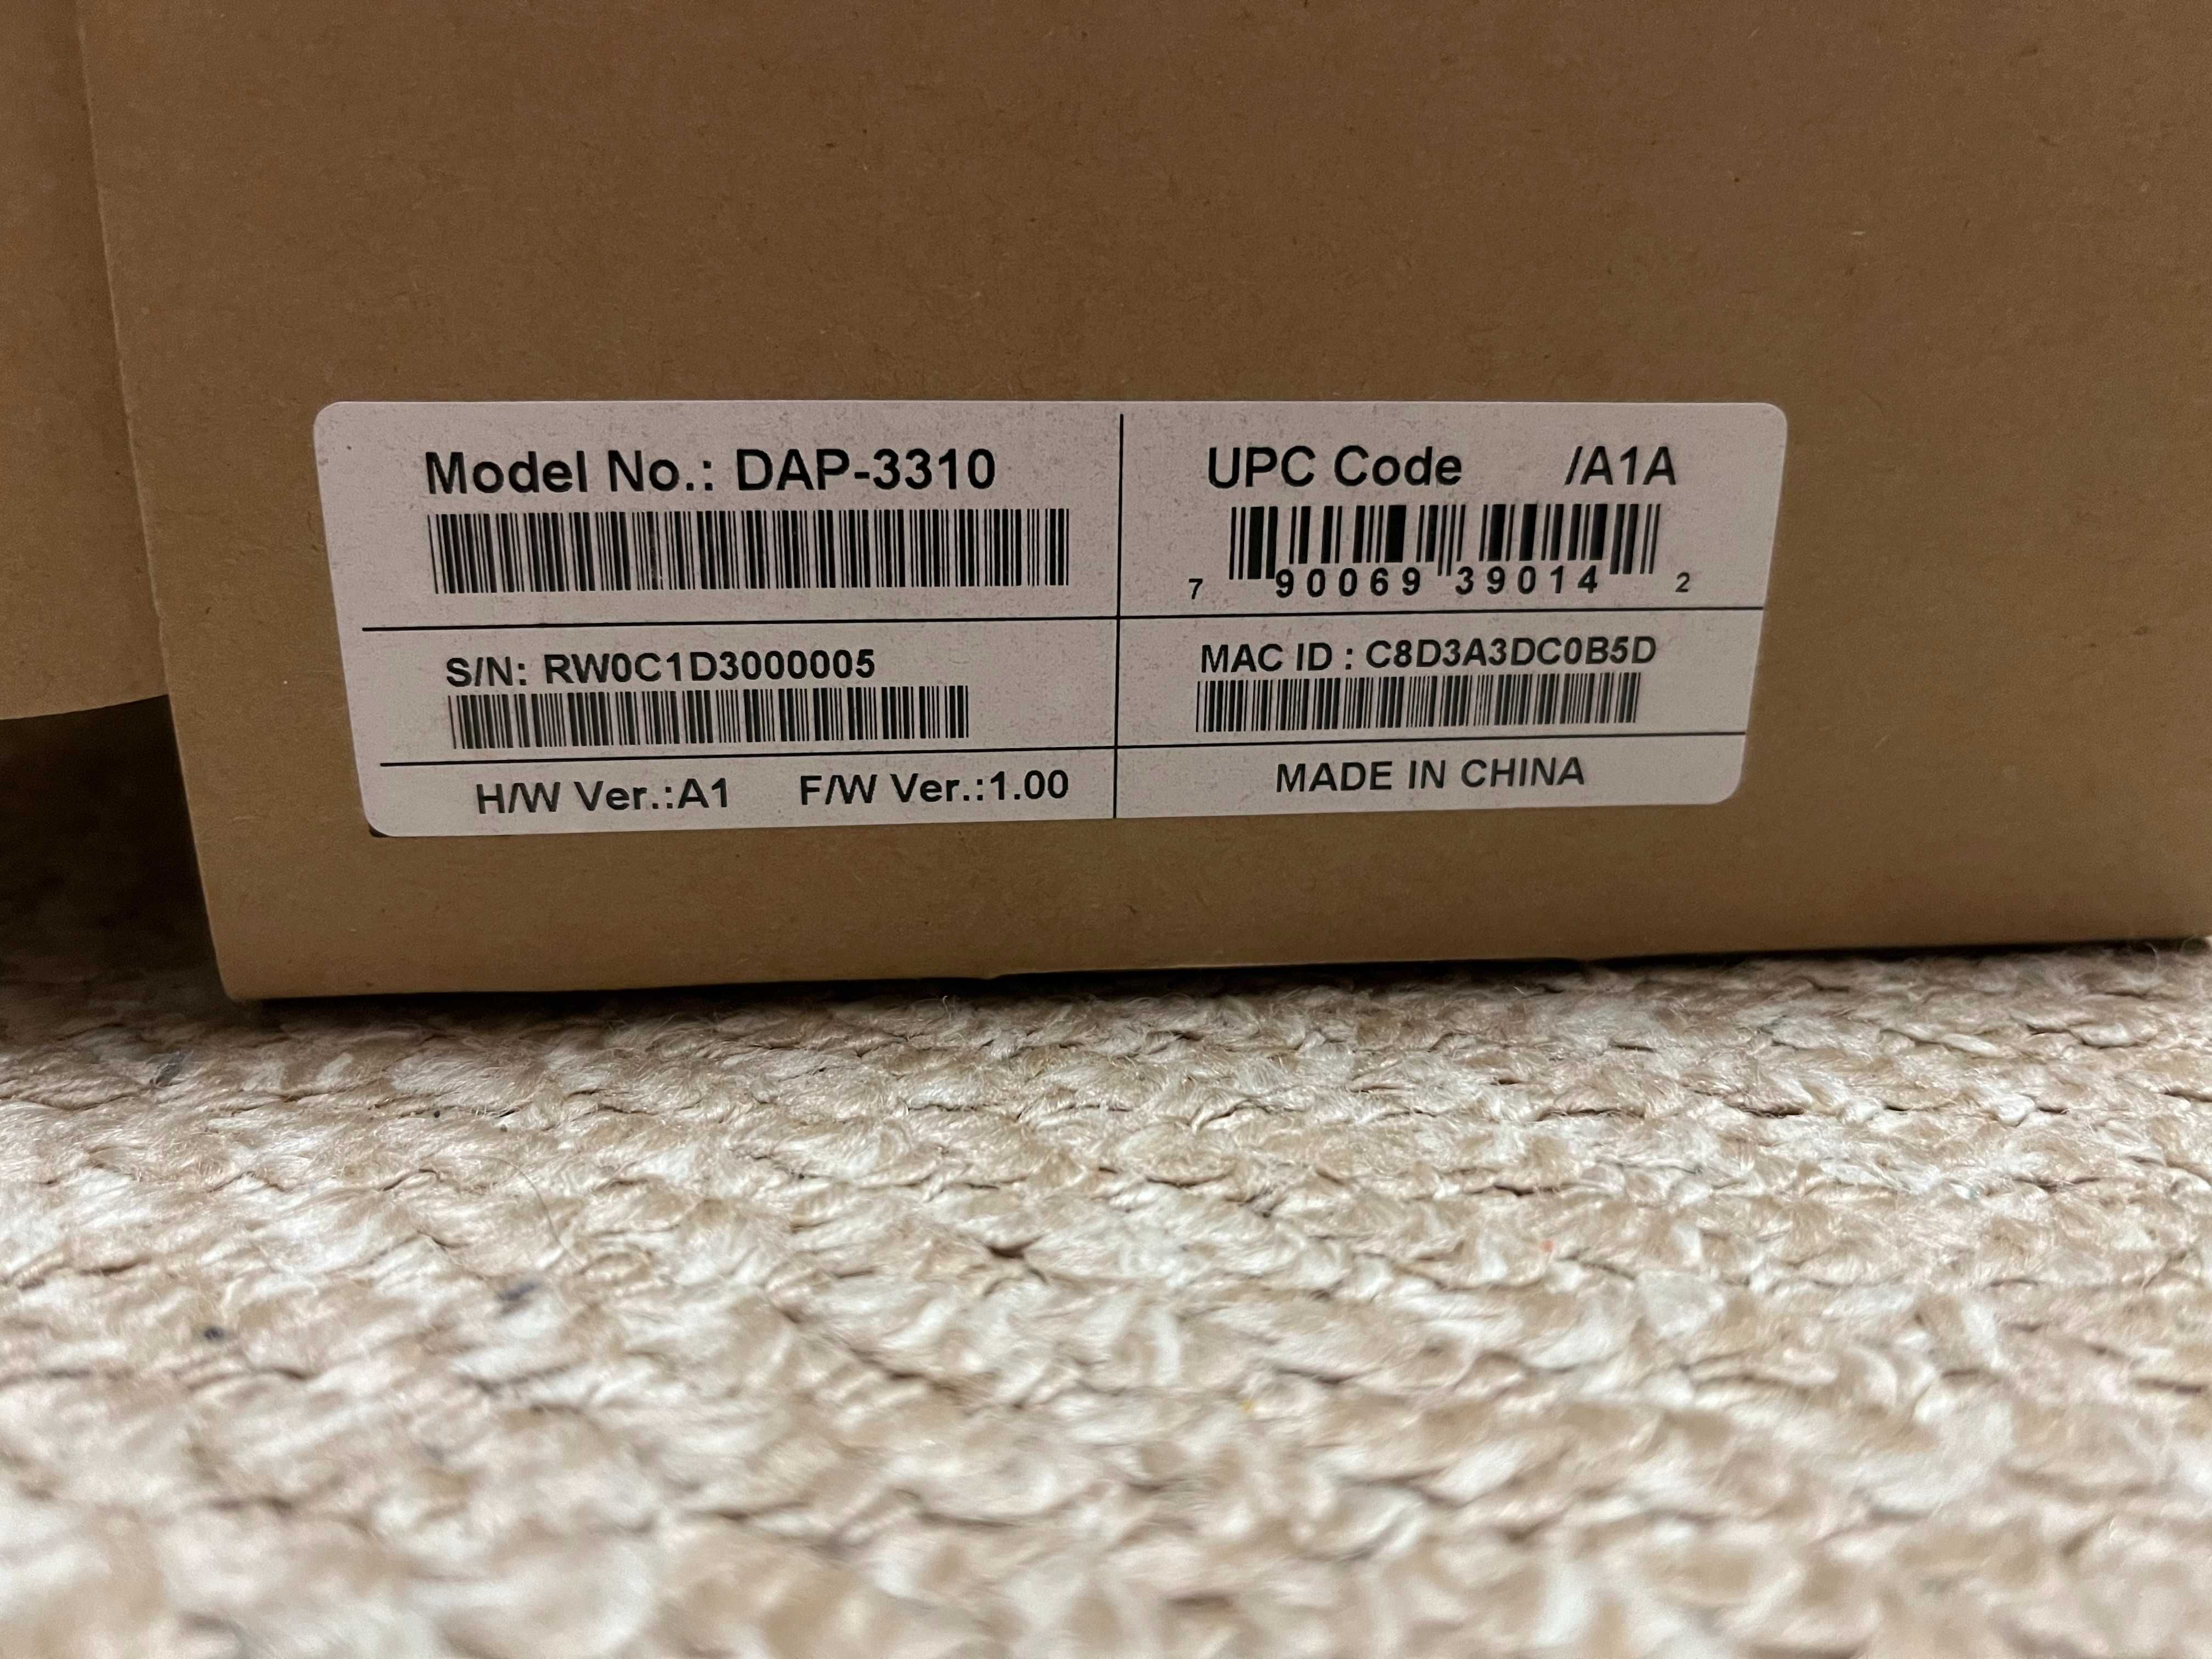 Model No.: DAP-3310
UPC Code /A1A
7 90069 39014 2
S/N: RW0C1D3000005
MAC ID : C8D3A3DC0B5D
H/W Ver.:A1 F/W Ver.:1.00
MADE IN CHINA